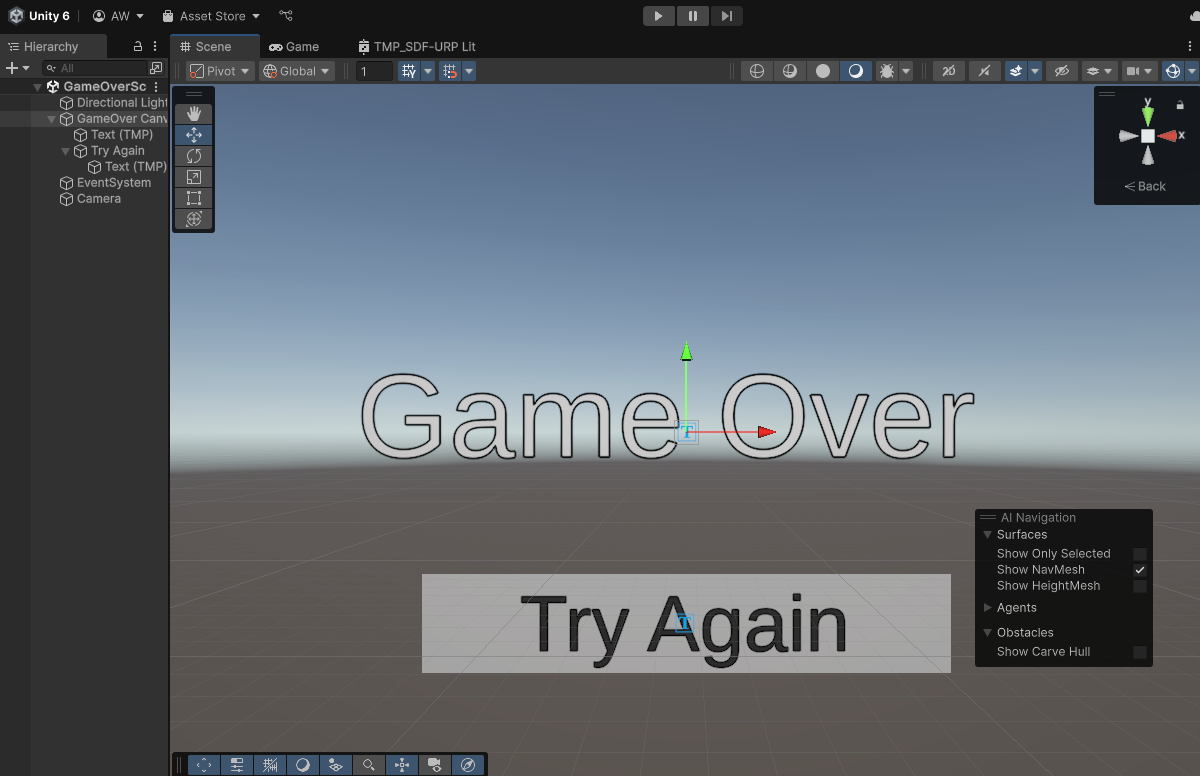 Unity 6 AW Asset Store
Hierarchy
Scene Game TMP_SDF-URP Lit
All
Pivot Global 1 2D
GameOverSc
Directional Light
GameOver Canv
Text (TMP)
Try Again
Text (TMP)
EventSystem
Camera
y
x
Back
Game Over
AI Navigation
Surfaces
Show Only Selected
Show NavMesh
Show HeightMesh
Agents
Obstacles
Show Carve Hull
Try Again